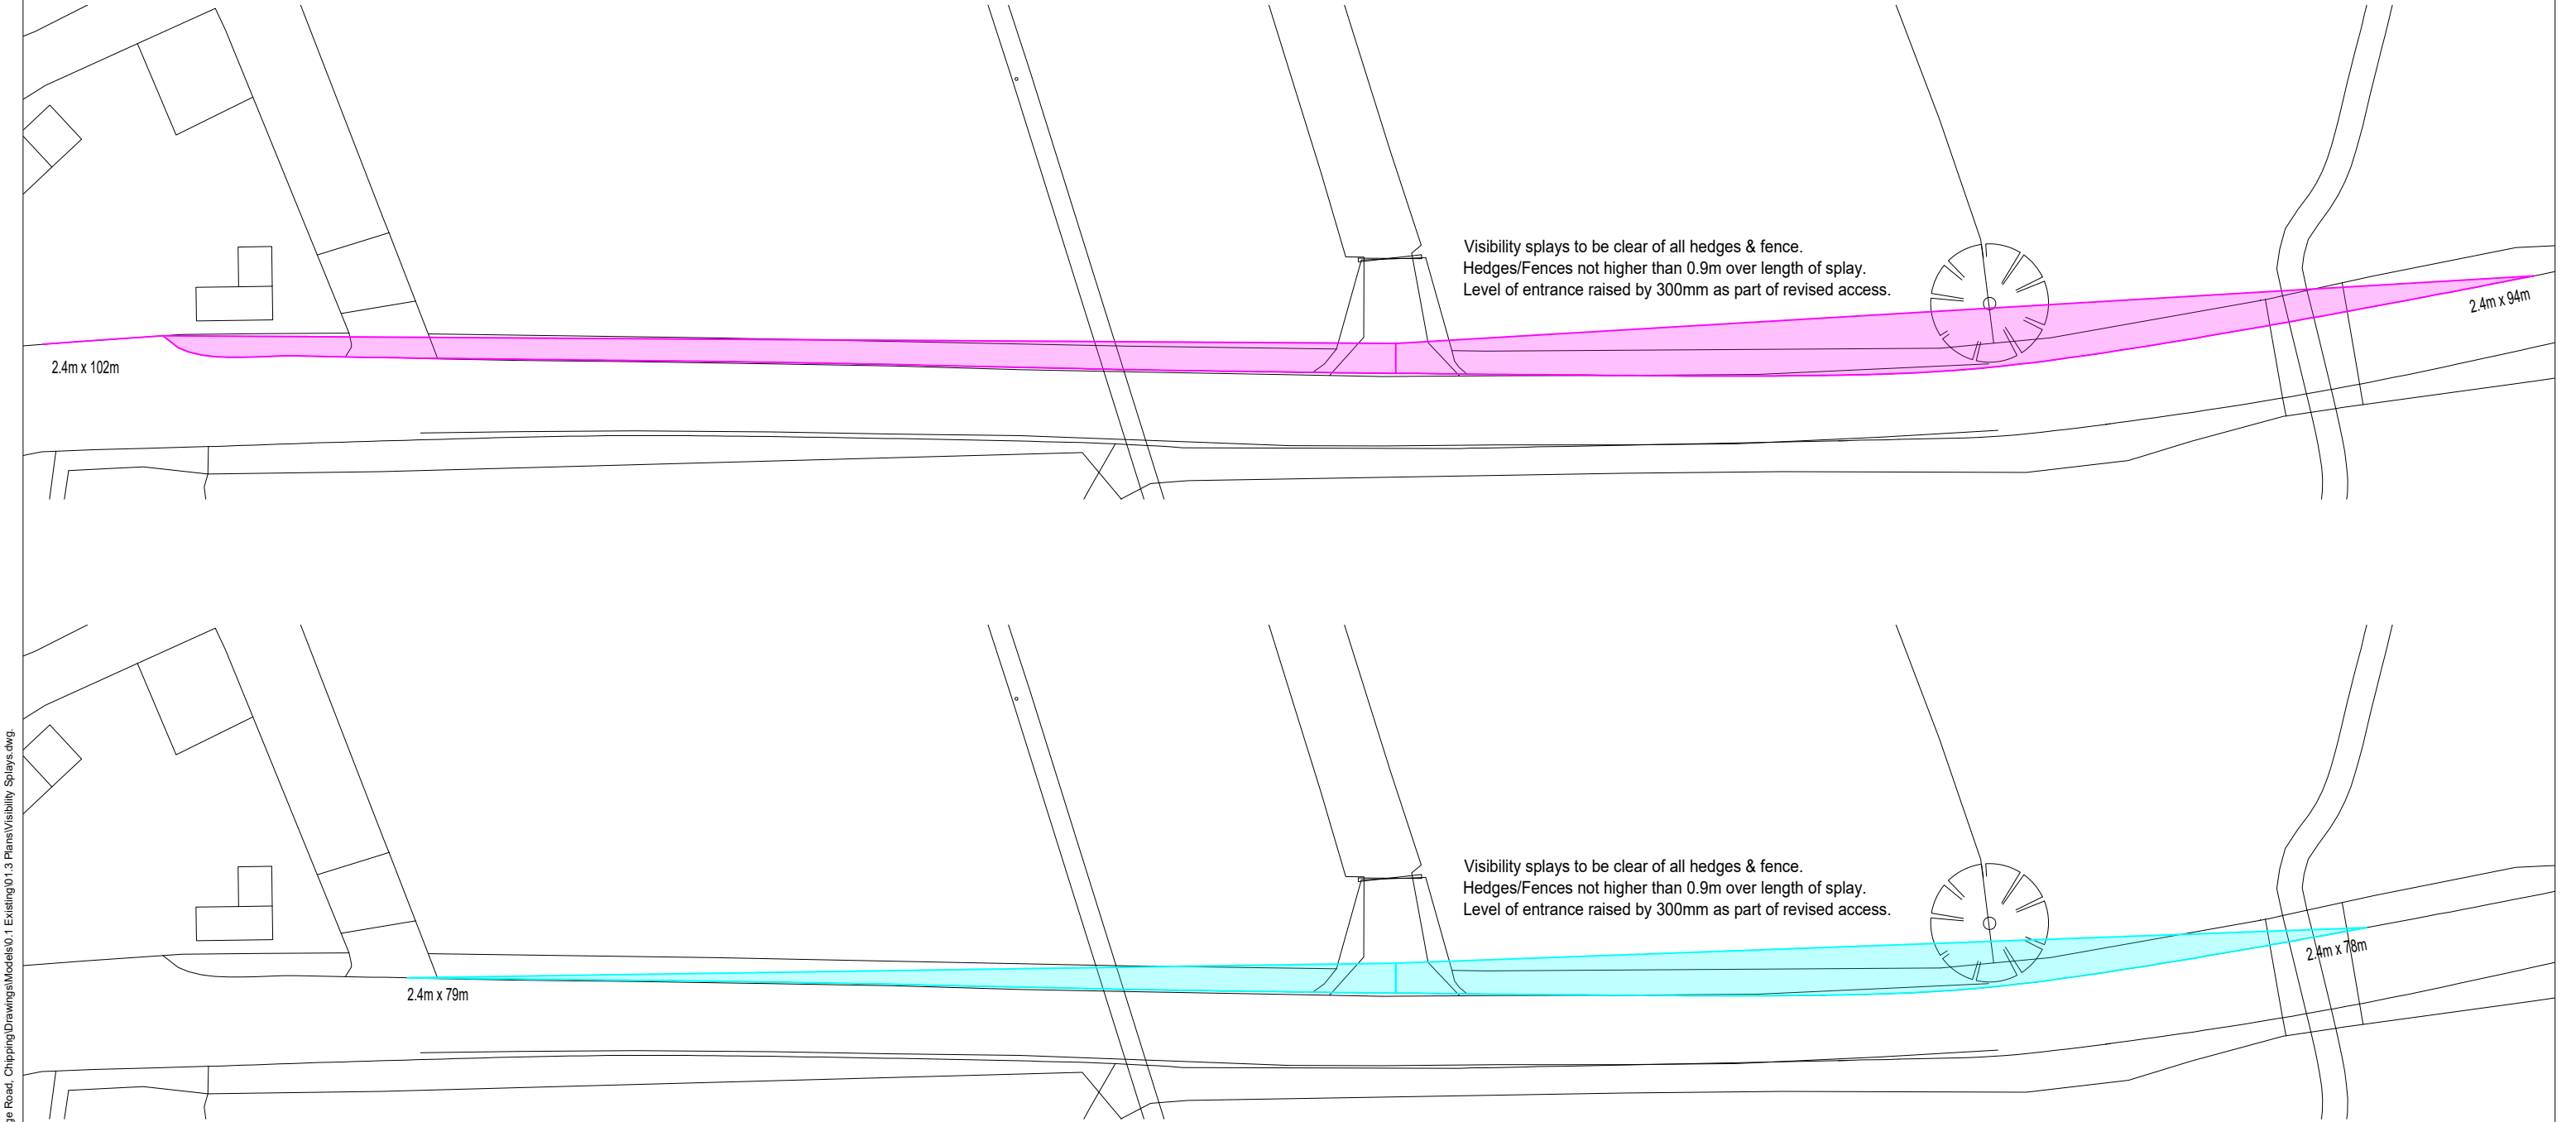 Visibility splays to be clear of all hedges & fence.
Hedges/Fences not higher than 0.9m over length of splay.
Level of entrance raised by 300mm as part of revised access.
2.4m x 94m
2.4m x 102m
Visibility splays to be clear of all hedges & fence.
Hedges/Fences not higher than 0.9m over length of splay.
Level of entrance raised by 300mm as part of revised access.
2.4m x 78m
2.4m x 79m
ge Road, Chipping\Drawings\Models\0.1 Existing\01.3 Plans\Visibility Splays.dwg.